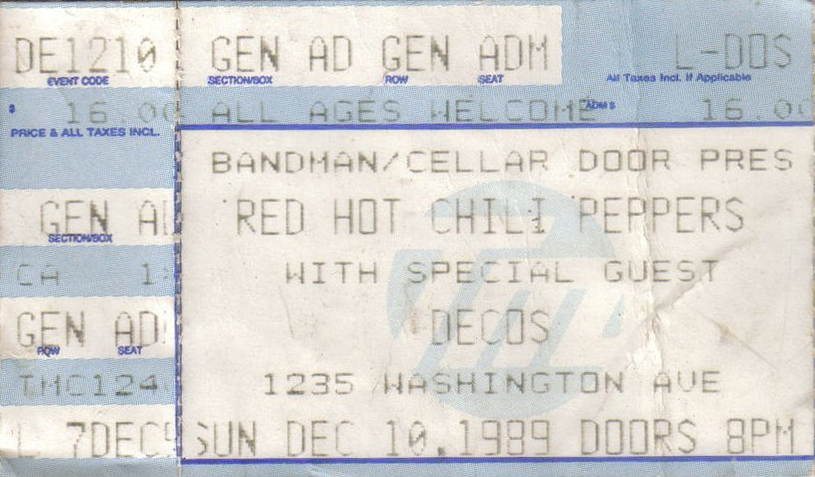 DE1210 GEN AD GEN ADM L-DOS
EVENT CODE SECTION/BOX ROW SEAT All Taxes Incl. If Applicable
$ 16.00 ALL AGES WELCOME ADM $ 16.00
PRICE & ALL TAXES INCL.
BANDMAN/CELLAR DOOR PRES
GEN AD RED HOT CHILI PEPPERS
SECTION/BOX
CA WITH SPECIAL GUEST
GEN AD DECOS
ROW SEAT
TMC124 1235 WASHINGTON AVE
7DEC SUN DEC 10,1989 DOORS 8PM